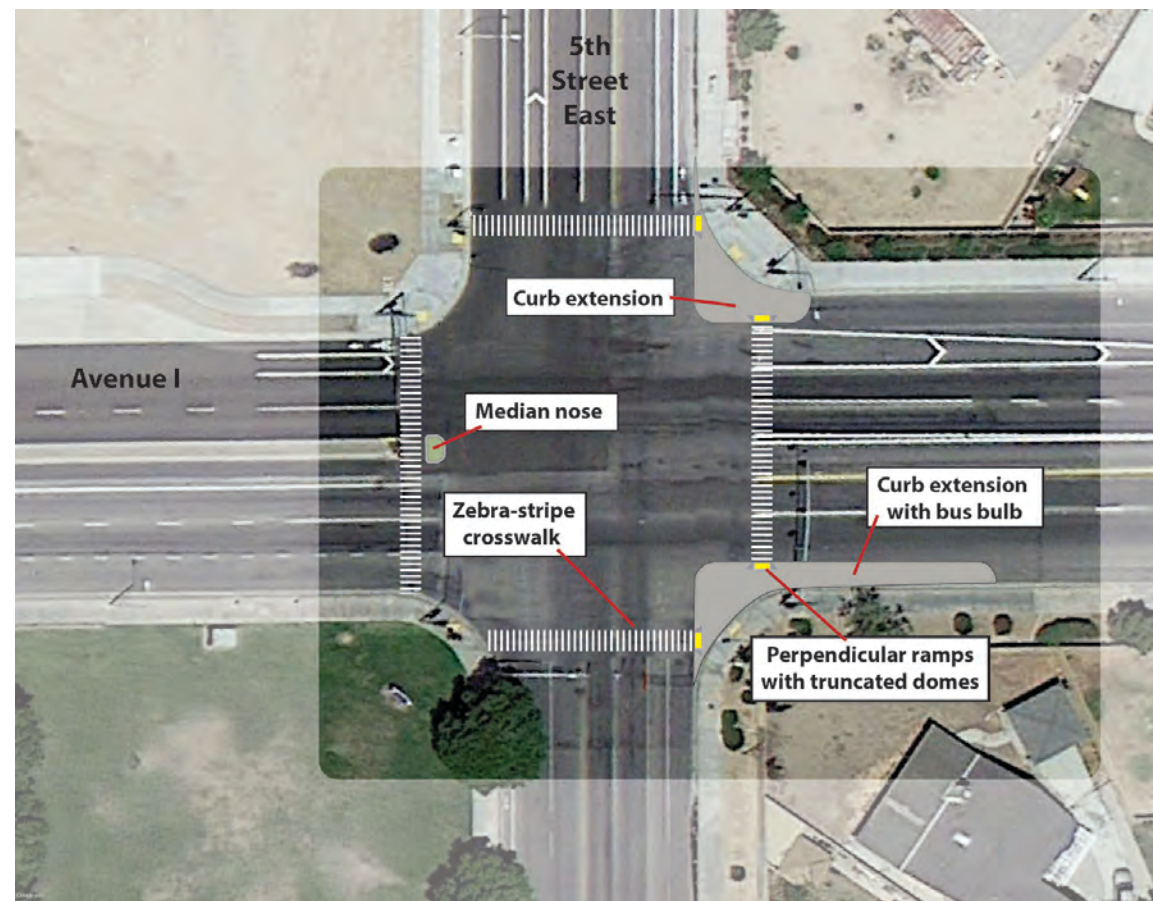 5th
Street
East
Curb extension
Avenue I
Median nose
Curb extension
with bus bulb
Zebra-stripe
crosswalk
Perpendicular ramps
with truncated domes